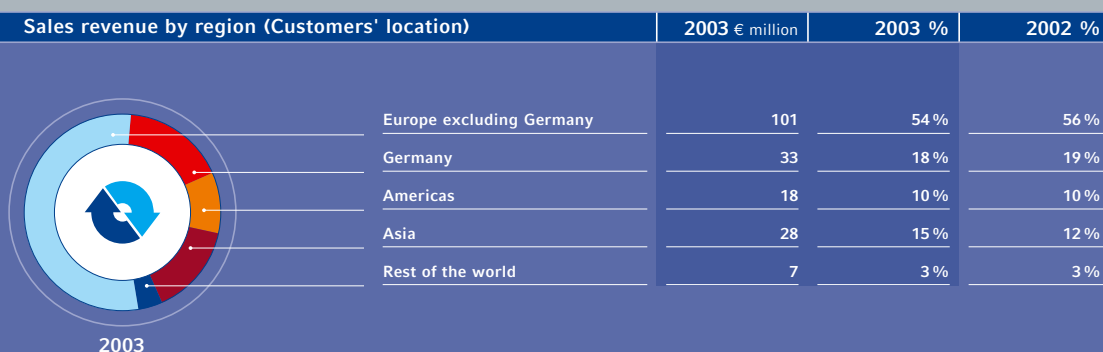 Sales revenue by region (Customers' location) 2003 € million 2003 % 2002 %
Europe excluding Germany 101 54 % 56 %
Germany 33 18 % 19 %
Americas 18 10 % 10 %
Asia 28 15 % 12 %
Rest of the world 7 3 % 3 %
2003